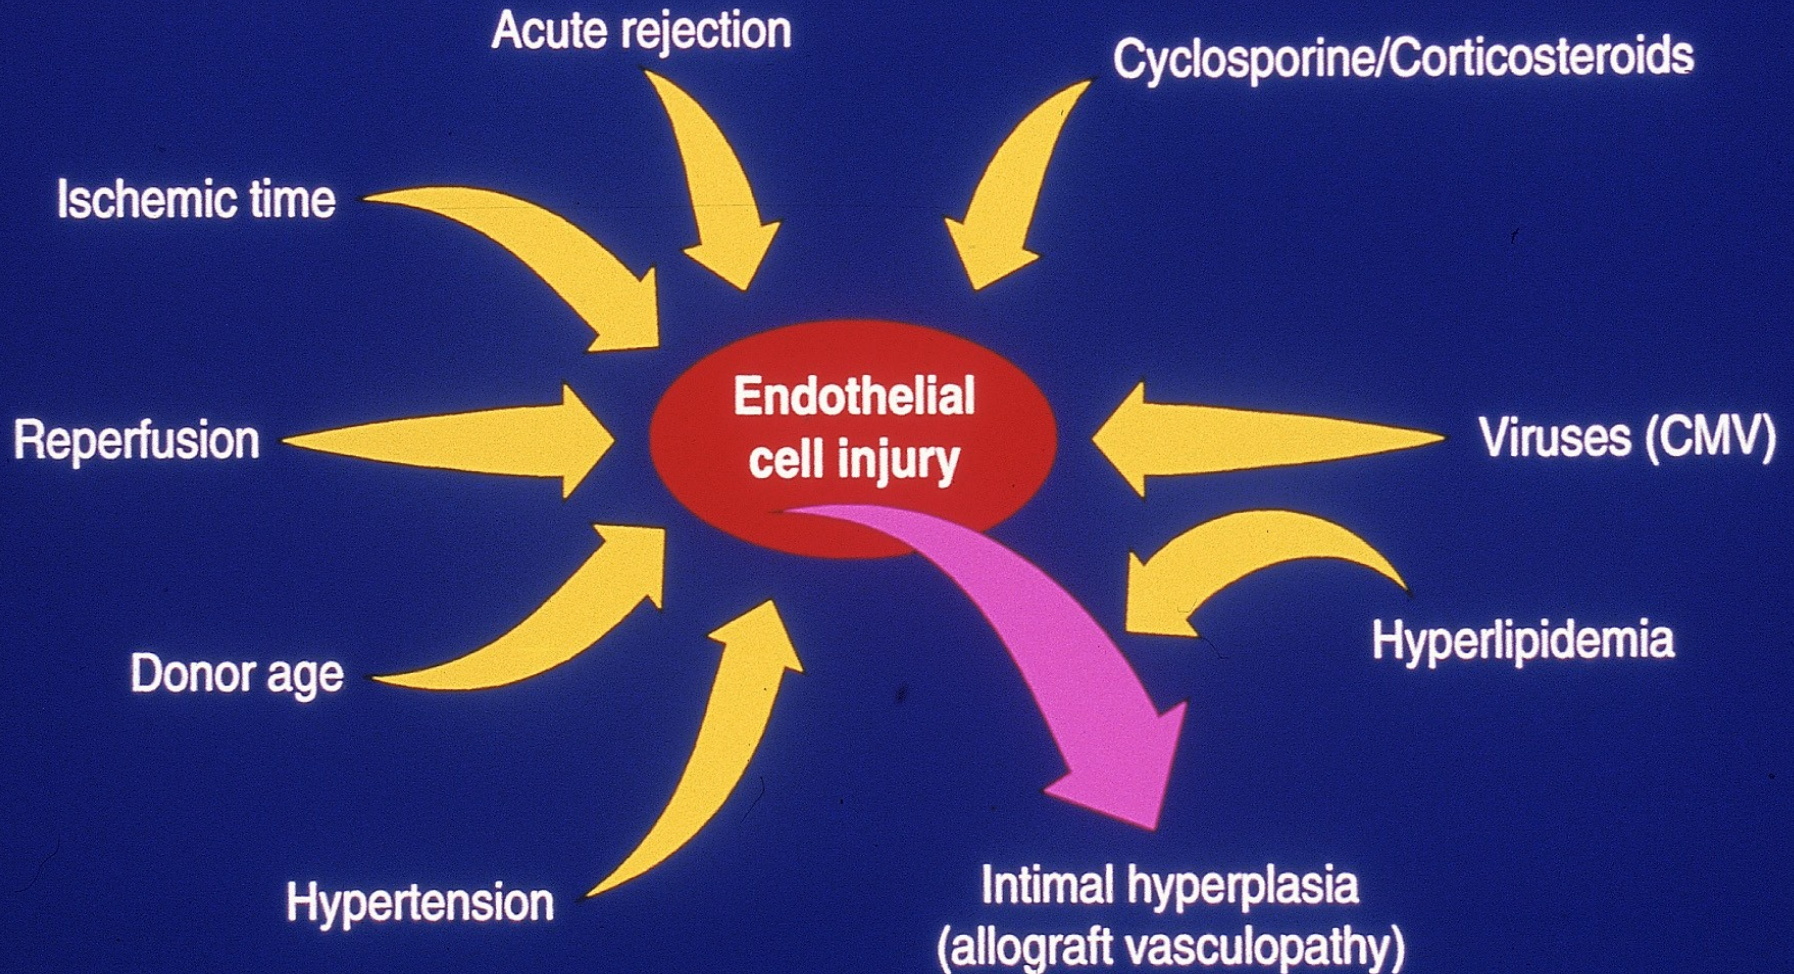 Acute rejection
Cyclosporine/Corticosteroids
Ischemic time
Endothelial
cell injury
Reperfusion
Viruses (CMV)
Donor age
Hyperlipidemia
Hypertension
Intimal hyperplasia
(allograft vasculopathy)